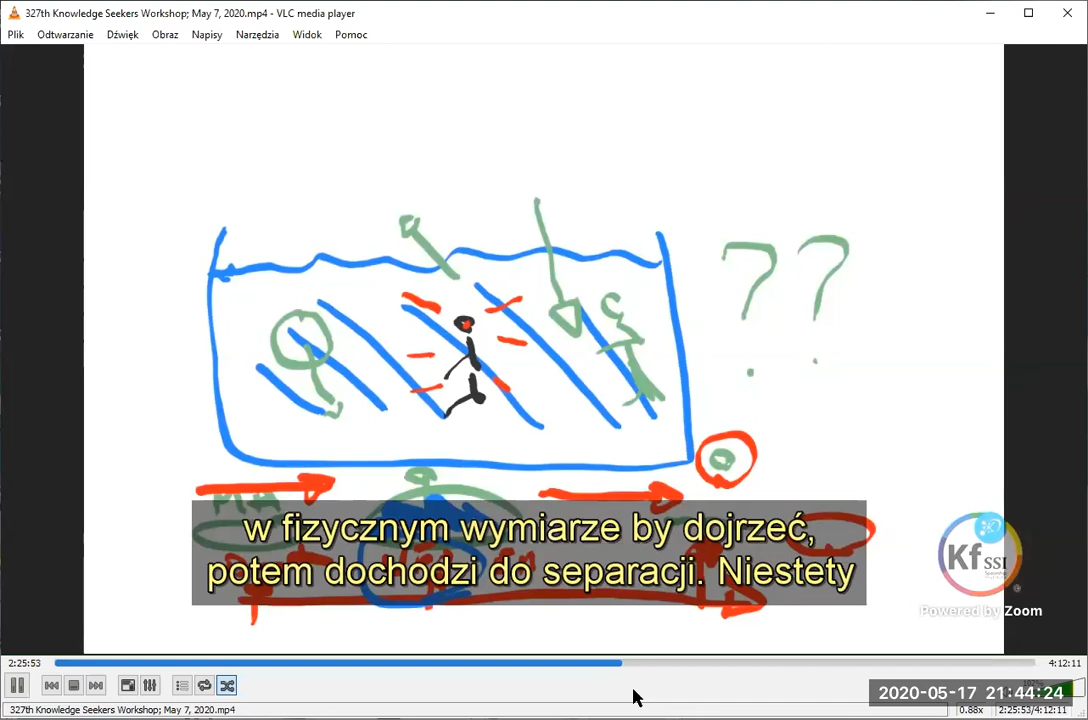 327th Knowledge Seekers Workshop; May 7, 2020.mp4 - VLC media player
Plik Odtwarzanie Dźwięk Obraz Napisy Narzędzia Widok Pomoc
? ?
w fizycznym wymiarze by dojrzeć,
potem dochodzi do separacji. Niestety
Kf SSI
Powered by Zoom
2:25:53
4:12:11
2020-05-17 21:44:24
327th Knowledge Seekers Workshop; May 7, 2020.mp4
0.88x
2:25:53/4:12:11